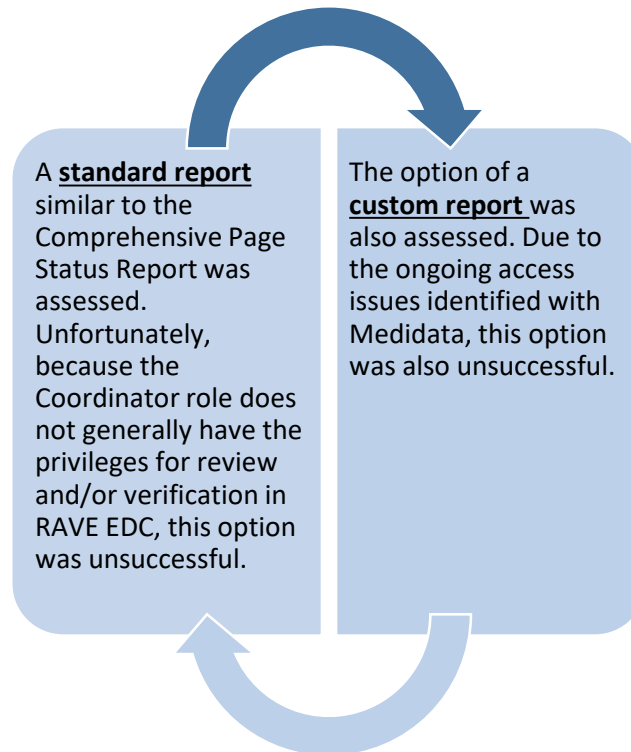 A standard report
similar to the
Comprehensive Page
Status Report was
assessed.
Unfortunately,
because the
Coordinator role does
not generally have the
privileges for review
and/or verification in
RAVE EDC, this option
was unsuccessful.
The option of a
custom report was
also assessed. Due to
the ongoing access
issues identified with
Medidata, this option
was also unsuccessful.